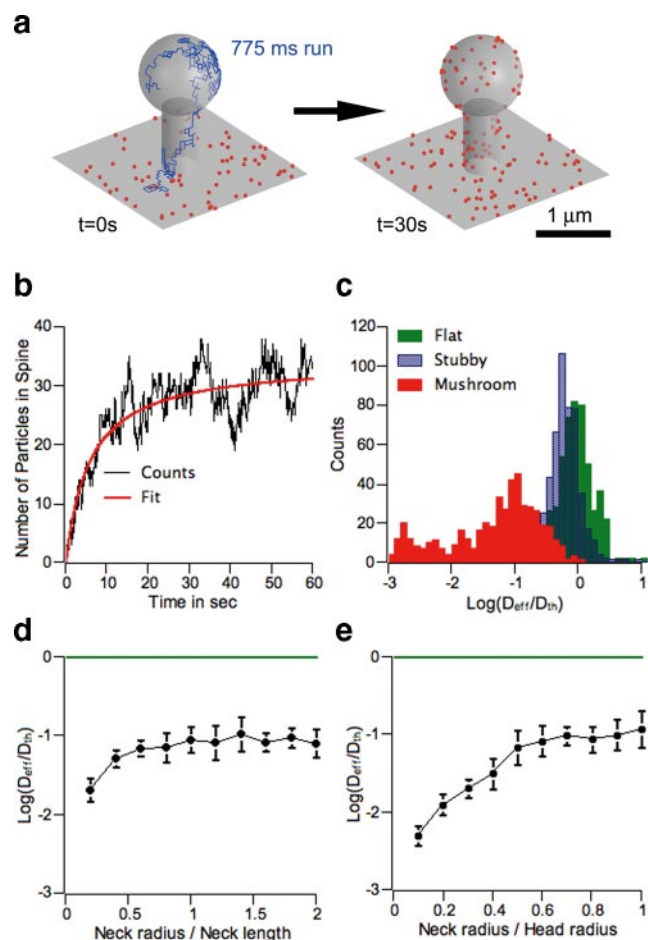 a
775 ms run
t=0s
t=30s
1 μm
b
Number of Particles in Spine
40
30
20
10
0
Counts
Fit
0 10 20 30 40 50 60
Time in sec
c
Counts
120
100
80
60
40
20
0
Flat
Stubby
Mushroom
-3 -2 -1 0 1
Log(Deff/Dth)
d
Log(Deff/Dth)
0
-1
-2
-3
0 0.5 1 1.5 2
Neck radius / Neck length
e
Log(Deff/Dth)
0
-1
-2
-3
0 0.2 0.4 0.6 0.8 1
Neck radius / Head radius